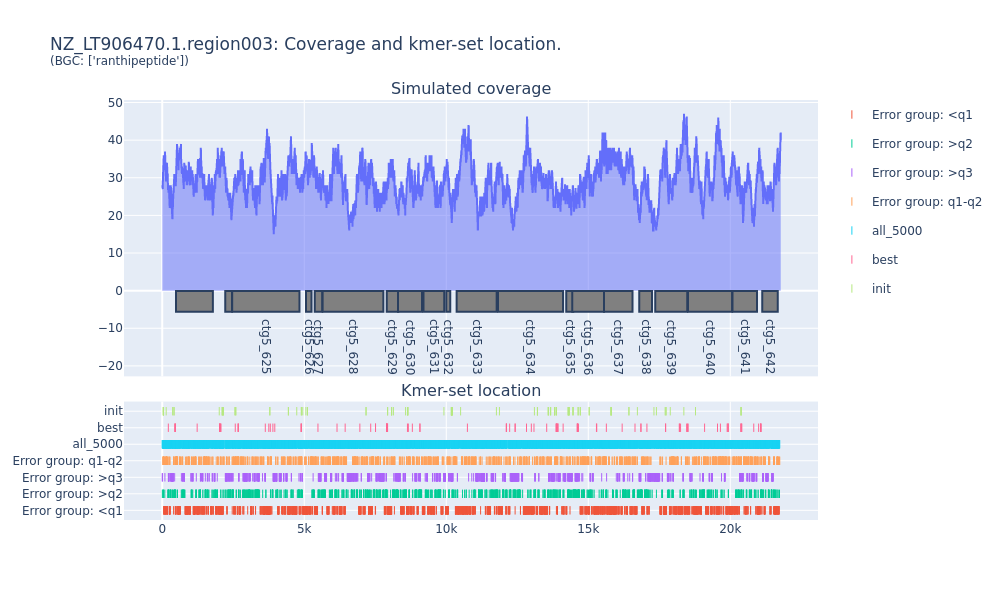 NZ_LT906470.1.region003: Coverage and kmer-set location.
(BGC: ['ranthipeptide'])
Simulated coverage
50
40
30
20
10
0
−10
−20
ctg5_625
ctg5_626
ctg5_627
ctg5_628
ctg5_629
ctg5_630
ctg5_631
ctg5_632
ctg5_633
ctg5_634
ctg5_635
ctg5_636
ctg5_637
ctg5_638
ctg5_639
ctg5_640
ctg5_641
ctg5_642
Kmer-set location
init
best
all_5000
Error group: q1-q2
Error group: >q3
Error group: >q2
Error group: <q1
0
5k
10k
15k
20k
Error group: <q1
Error group: >q2
Error group: >q3
Error group: q1-q2
all_5000
best
init